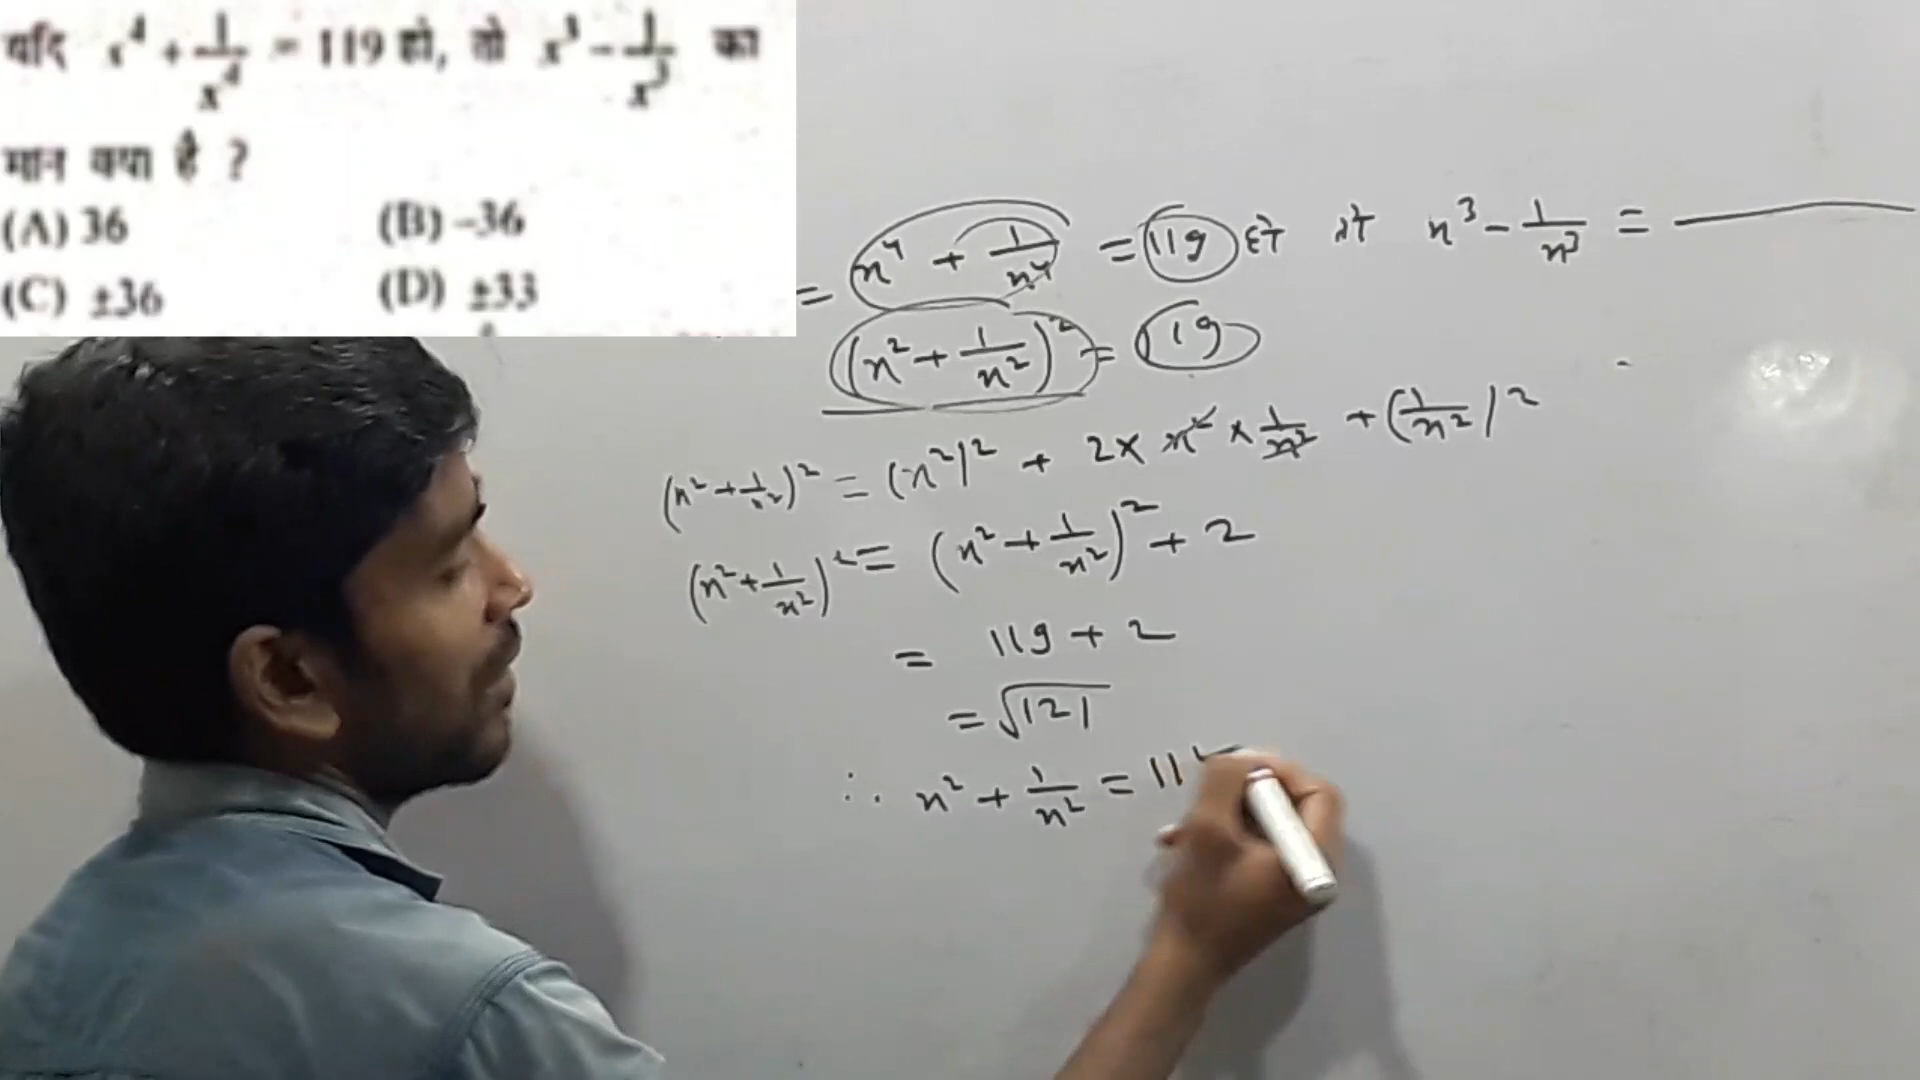 यदि x⁴ + 1/x⁴ = 119 हो, तो x³ - 1/x³ का
मान क्या है ?
(A) 36 (B) -36
(C) ±36 (D) ±33
= x⁴ + 1/x⁴ = 119 हो तो x³ - 1/x³ =
(x² + 1/x²)² = 119
(x² + 1/x²)² = (x²)² + 2 × x² × 1/x² + (1/x²)²
(x² + 1/x²)² = (x² + 1/x²)² + 2
= 119 + 2
= √121
∴ x² + 1/x² = 11